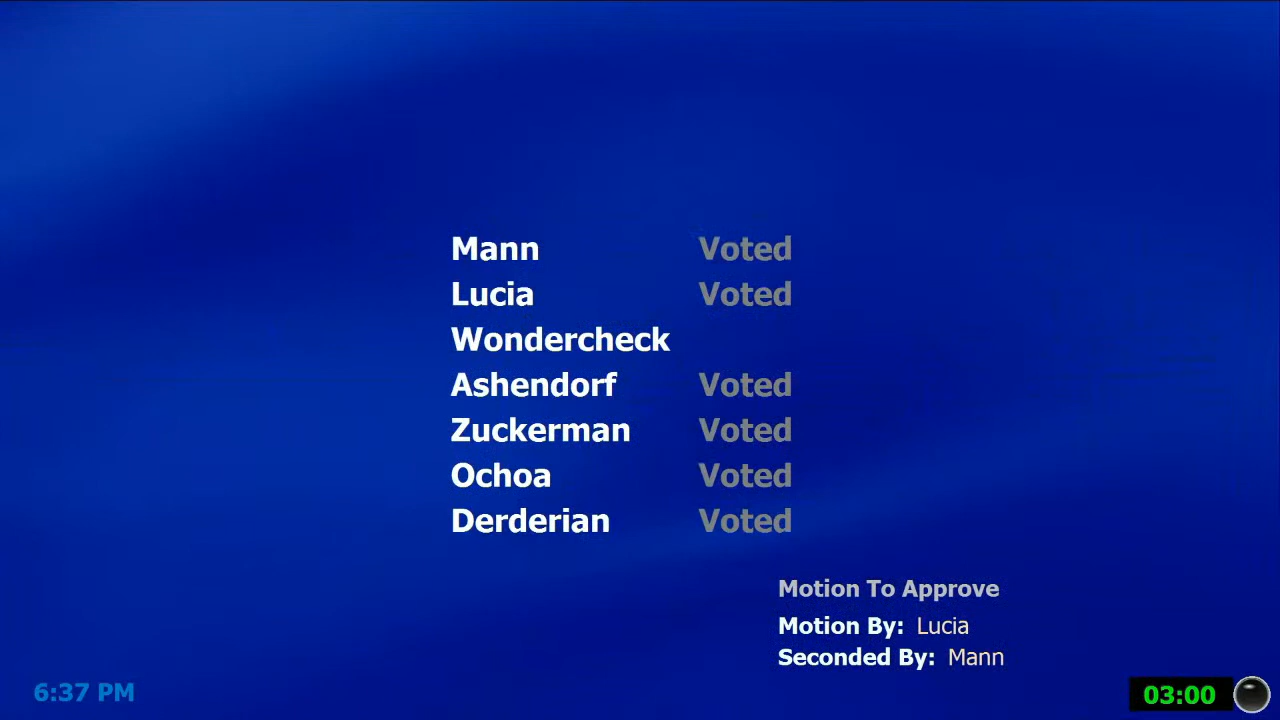 Mann Voted
Lucia Voted
Wondercheck
Ashendorf Voted
Zuckerman Voted
Ochoa Voted
Derderian Voted
Motion To Approve
Motion By: Lucia
Seconded By: Mann
6:37 PM
03:00